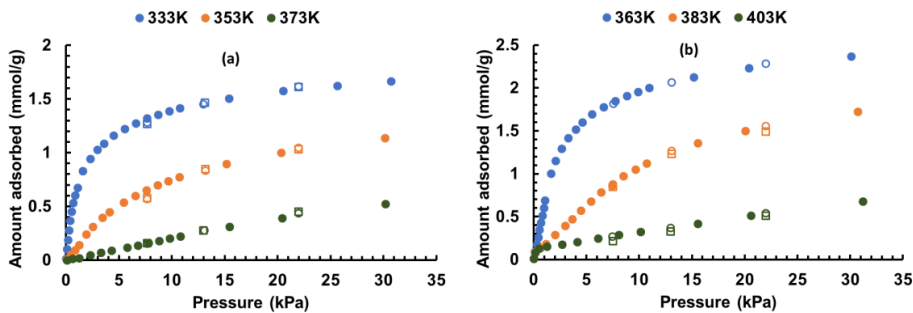 333K 353K 373K
(a)
Amount adsorbed (mmol/g)
2
1.5
1
0.5
0
0 5 10 15 20 25 30 35
Pressure (kPa)
363K 383K 403K
(b)
Amount adsorbed (mmol/g)
2.5
2
1.5
1
0.5
0
0 5 10 15 20 25 30 35
Pressure (kPa)